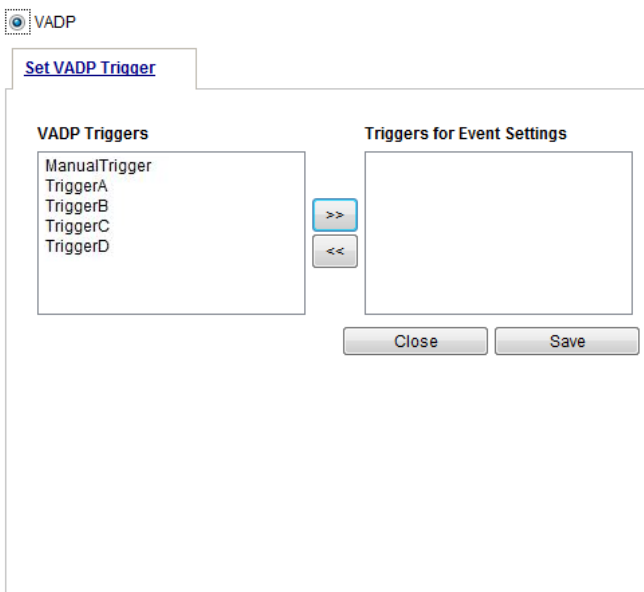 VADP
Set VADP Trigger
VADP Triggers
Triggers for Event Settings
ManualTrigger
TriggerA
TriggerB
TriggerC
TriggerD
>>
<<
Close
Save